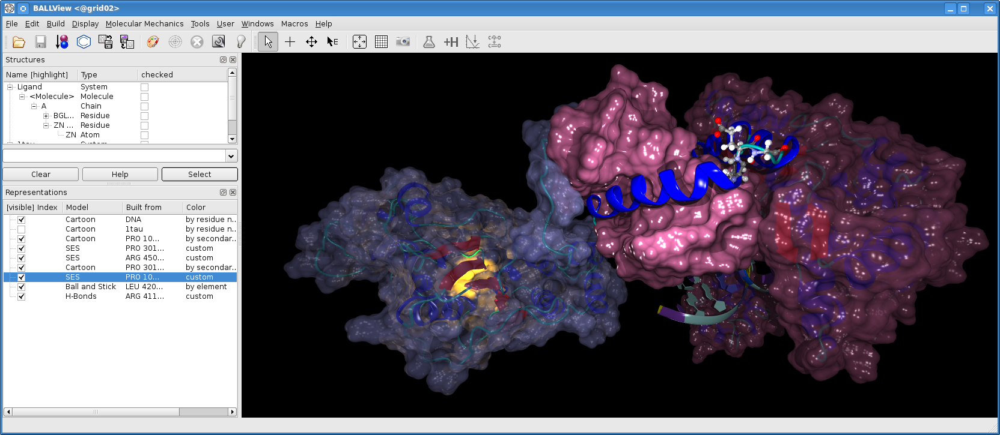 BALLView <@grid02>
File Edit Build Display Molecular Mechanics Tools User Windows Macros Help
E +H
Structures
Name [highlight] Type checked
Ligand System
<Molecule> Molecule
A Chain
BGL... Residue
ZN ... Residue
ZN Atom
Clear Help Select
Representations
[visible] Index Model Built from Color
Cartoon DNA by residue n..
Cartoon 1tau by residue n..
Cartoon PRO 10... by secondar..
SES PRO 301... custom
SES ARG 450... custom
Cartoon PRO 301... by secondar..
SES PRO 10... custom
Ball and Stick LEU 420... by element
H-Bonds ARG 411... custom